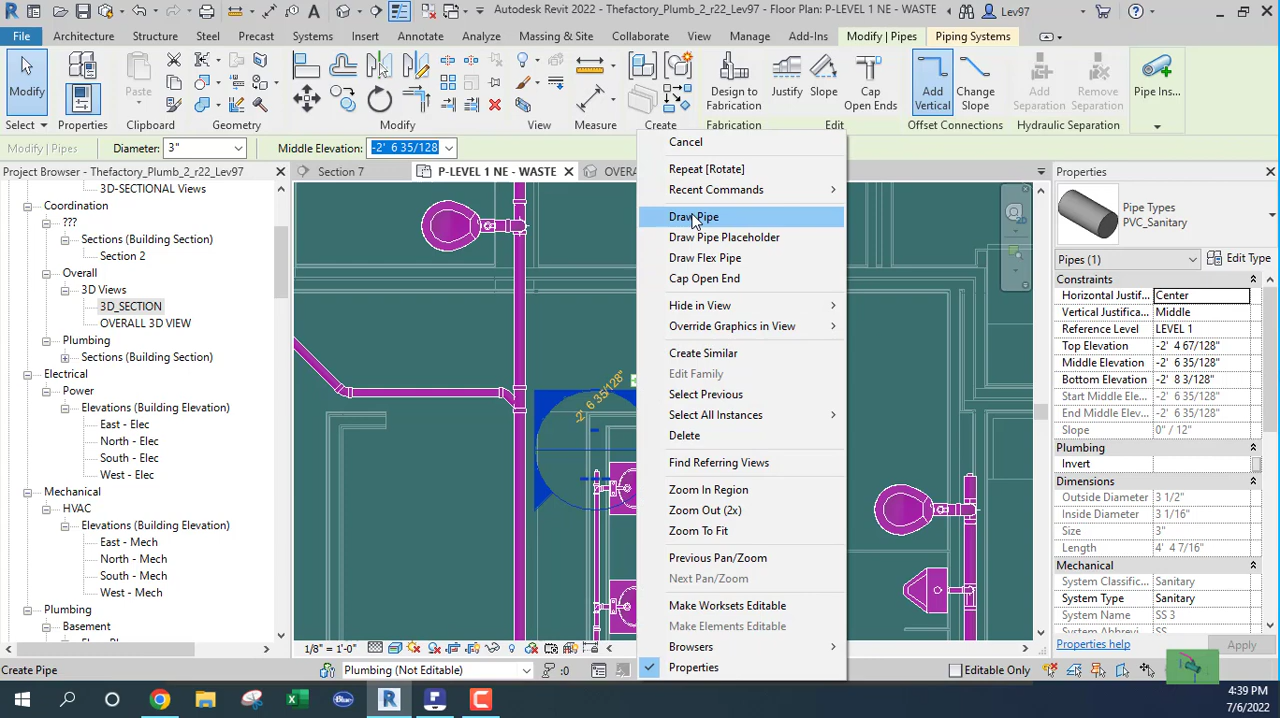 Autodesk Revit 2022 - Thefactory_Plumb_2_r22_Lev97 - Floor Plan: P-LEVEL 1 NE - WASTE
Lev97
File Architecture Structure Steel Precast Systems Insert Annotate Analyze Massing & Site Collaborate View Manage Add-Ins Modify | Pipes Piping Systems
Modify
Paste
Design to Fabrication
Justify
Slope
Cap Open Ends
Add Vertical
Change Slope
Add Separation
Remove Separation
Pipe Ins...
Select Properties Clipboard Geometry Modify View Measure Create Fabrication Edit Offset Connections Hydraulic Separation
Modify | Pipes Diameter: 3" Middle Elevation: -2' 6 35/128"
Project Browser - Thefactory_Plumb_2_r22_Lev97
Section 7
P-LEVEL 1 NE - WASTE
OVERA
Properties
3D-SECTIONAL Views
Coordination
???
Sections (Building Section)
Section 2
Overall
3D Views
3D_SECTION
OVERALL 3D VIEW
Plumbing
Sections (Building Section)
Electrical
Power
Elevations (Building Elevation)
East - Elec
North - Elec
South - Elec
West - Elec
Mechanical
HVAC
Elevations (Building Elevation)
East - Mech
North - Mech
South - Mech
West - Mech
Plumbing
Basement
-2' 6 35/128"
Cancel
Repeat [Rotate]
Recent Commands
Draw Pipe
Draw Pipe Placeholder
Draw Flex Pipe
Cap Open End
Hide in View
Override Graphics in View
Create Similar
Edit Family
Select Previous
Select All Instances
Delete
Find Referring Views
Zoom In Region
Zoom Out (2x)
Zoom To Fit
Previous Pan/Zoom
Next Pan/Zoom
Make Worksets Editable
Make Elements Editable
Browsers
Properties
Pipe Types
PVC_Sanitary
Pipes (1) Edit Type
Constraints
Horizontal Justif... Center
Vertical Justifica... Middle
Reference Level LEVEL 1
Top Elevation -2' 4 67/128"
Middle Elevation -2' 6 35/128"
Bottom Elevation -2' 8 3/128"
Start Middle Ele...
End Middle Elev...
Slope 0" / 12"
Plumbing
Invert
Dimensions
Outside Diameter 3 1/2"
Inside Diameter 3 1/16"
Size 3"
Length 4' 4 7/16"
Mechanical
System Classific... Sanitary
System Type Sanitary
System Name SS 3
Properties help Apply
1/8" = 1'-0"
Create Pipe
Plumbing (Not Editable)
:0
Editable Only
4:39 PM
7/6/2022